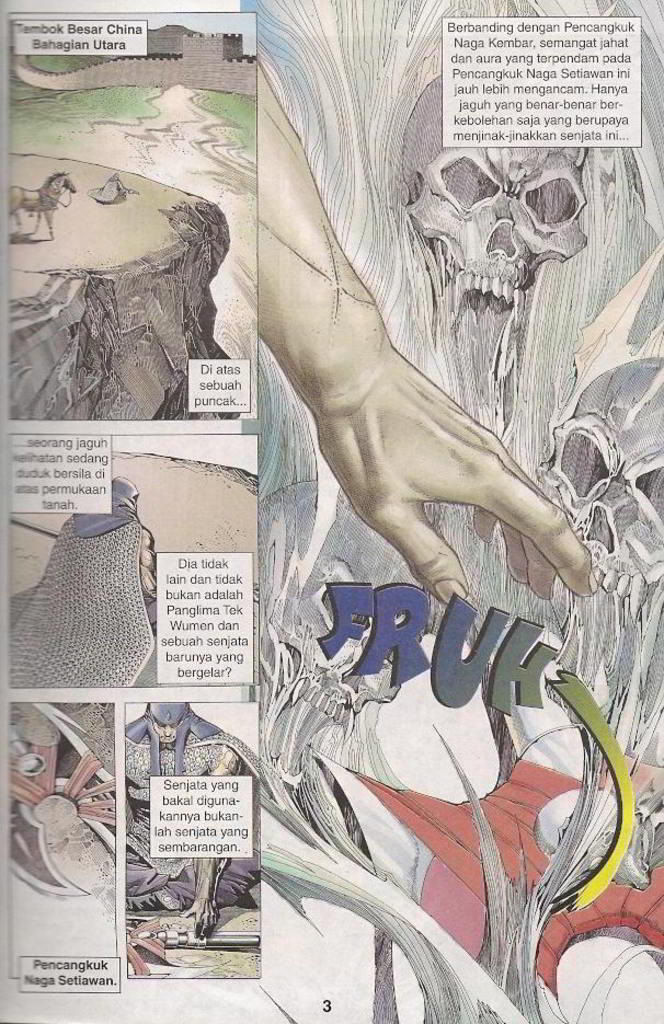 Tembok Besar China
Bahagian Utara
Di atas
sebuah
puncak...
...seorang jaguh
kelihatan sedang
duduk bersila di
atas permukaan
tanah.
Dia tidak
lain dan tidak
bukan adalah
Panglima Tek
Wumen dan
sebuah senjata
barunya yang
bergelar?
Pencangkuk
Naga Setiawan.
Senjata yang
bakal diguna-
kannya bukan-
lah senjata yang
sembarangan. .
Berbanding dengan Pencangkuk
Naga Kembar, semangat jahat
dan aura yang terpendam pada
Pencangkuk Naga Setiawan ini
jauh lebih mengancam. Hanya
jaguh yang benar-benar ber-
kebolehan saja yang berupaya
menjinak-jinakkan senjata ini...
FRUH
3